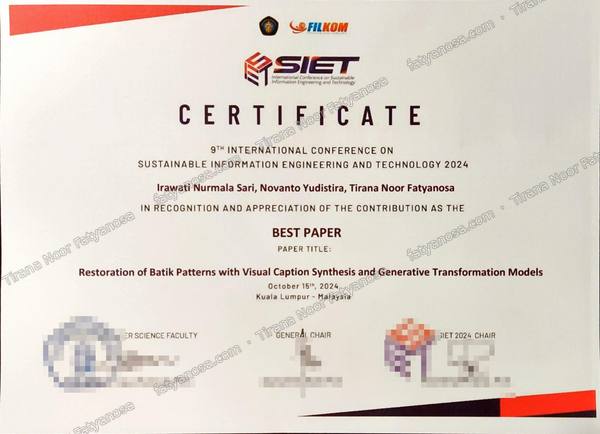 FILKOM
SIET
International Conference on Sustainable
Information Engineering and Technology
CERTIFICATE
9TH INTERNATIONAL CONFERENCE ON
SUSTAINABLE INFORMATION ENGINEERING AND TECHNOLOGY 2024
Irawati Nurmala Sari, Novanto Yudistira, Tirana Noor Fatyanosa
IN RECOGNITION AND APPRECIATION OF THE CONTRIBUTION AS THE
BEST PAPER
PAPER TITLE:
Restoration of Batik Patterns with Visual Caption Synthesis and Generative Transformation Models
October 15th, 2024
Kuala Lumpur - Malaysia
SCIENCE FACULTY
GENERAL CHAIR
2024 CHAIR
Tirana Noor Fatyanosa
fatyanosa.com